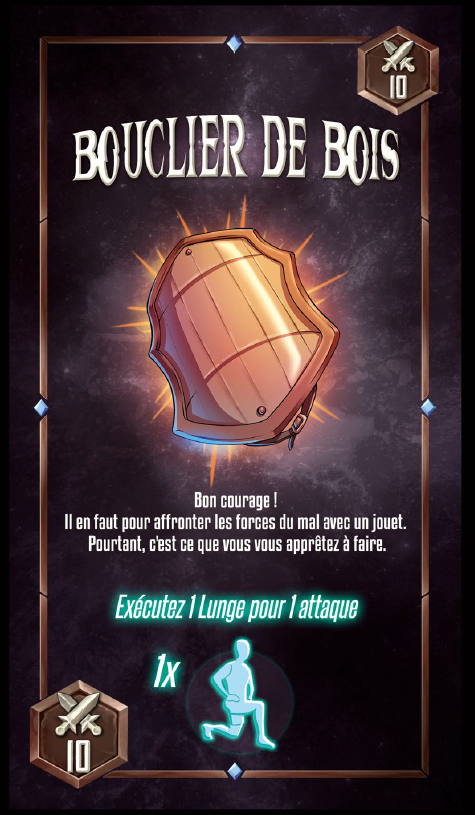 10
BOUCLIER DE BOIS
Bon courage !
Il en faut pour affronter les forces du mal avec un jouet.
Pourtant, c'est ce que vous vous apprêtez à faire.
Exécutez 1 Lunge pour 1 attaque
1x
10